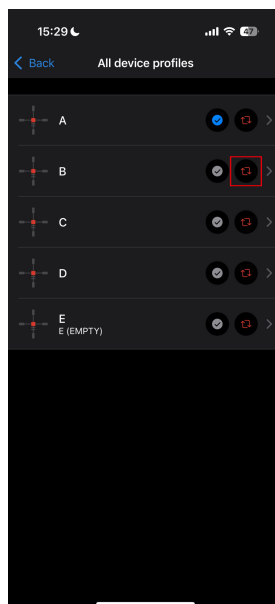 15:29
47
Back
All device profiles
A
B
C
D
E
E (EMPTY)